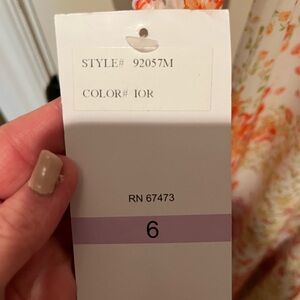 STYLE# 92057M
COLOR# IOR
RN 67473
6